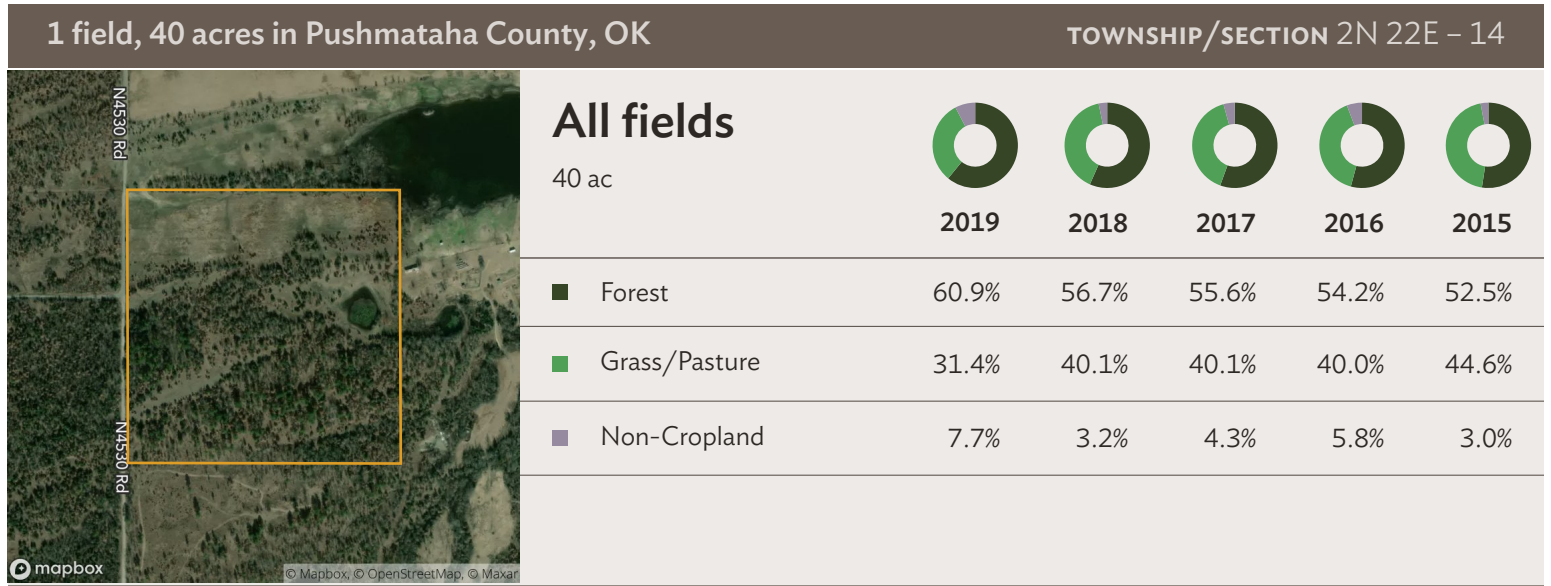 1 field, 40 acres in Pushmataha County, OK
TOWNSHIP/SECTION 2N 22E – 14
N4530 Rd
N4530 Rd
mapbox
© Mapbox, © OpenStreetMap, © Maxar
All fields
40 ac
2019 2018 2017 2016 2015
Forest 60.9% 56.7% 55.6% 54.2% 52.5%
Grass/Pasture 31.4% 40.1% 40.1% 40.0% 44.6%
Non-Cropland 7.7% 3.2% 4.3% 5.8% 3.0%